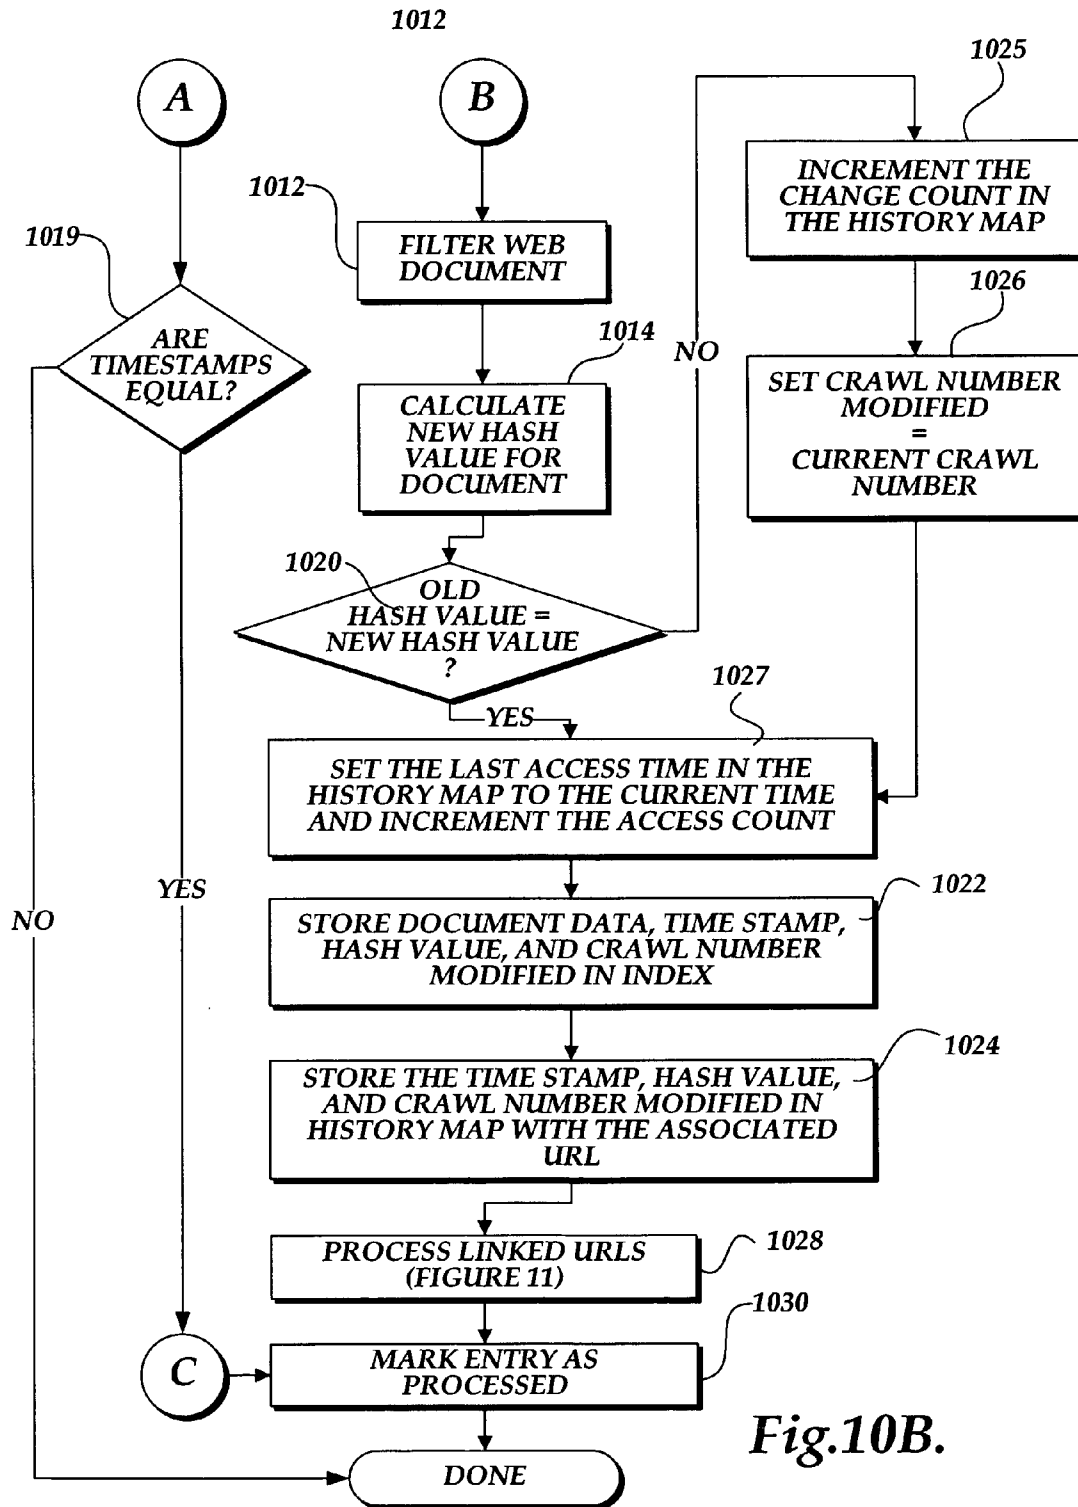 1012
A
B
1025
INCREMENT THE
CHANGE COUNT IN
THE HISTORY MAP
1012
FILTER WEB
DOCUMENT
1019
ARE
TIMESTAMPS
EQUAL?
1026
SET CRAWL NUMBER
MODIFIED
=
CURRENT CRAWL
NUMBER
1014
NO
CALCULATE
NEW HASH
VALUE FOR
DOCUMENT
1020
OLD
HASH VALUE =
NEW HASH VALUE
?
YES
1027
SET THE LAST ACCESS TIME IN THE
HISTORY MAP TO THE CURRENT TIME
AND INCREMENT THE ACCESS COUNT
YES
NO
1022
STORE DOCUMENT DATA, TIME STAMP,
HASH VALUE, AND CRAWL NUMBER
MODIFIED IN INDEX
1024
STORE THE TIME STAMP, HASH VALUE,
AND CRAWL NUMBER MODIFIED IN
HISTORY MAP WITH THE ASSOCIATED
URL
1028
PROCESS LINKED URLS
(FIGURE 11)
1030
C
MARK ENTRY AS
PROCESSED
DONE
Fig.10B.